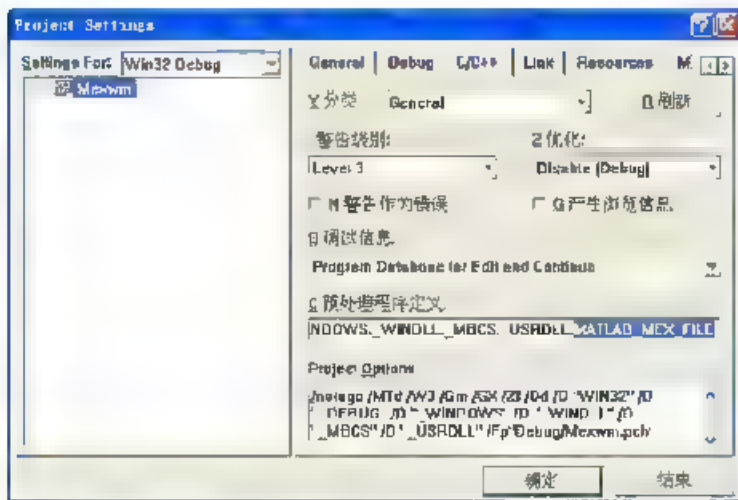 Project Settings
Settings For: Win32 Debug
Mexwm
General Debug C/C++ Link Resources M
Y分类 General R刷新
警告级别: Z优化:
Level 3 Disable (Debug)
N警告作为错误 G产生浏览信息
调试信息
Program Database for Edit and Continue
C预处理程序定义
NDOWS,_WINDLL,_MBCS,_USRDLL,MATLAB_MEX_FILE
Project Options
/nologo /MTd /W3 /Gm /GX /ZI /Od /D "WIN32" /D
"_DEBUG" /D "_WINDOWS" /D "_WINDLL" /D
"_MBCS" /D "_USRDLL" /Fp"Debug/Mexwm.pch"
确定 结束